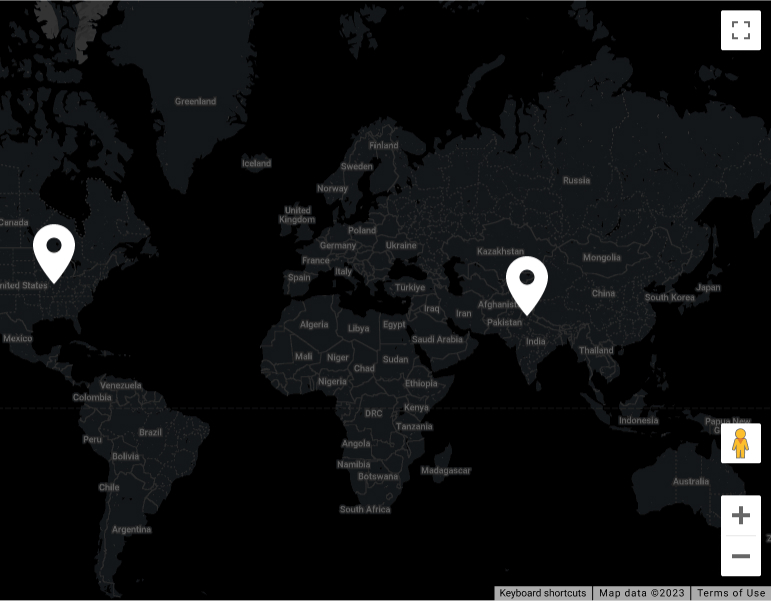 Greenland
Finland
Iceland
Sweden
Russia
Norway
United
Kingdom
Canada
Poland
Germany
Ukraine
Kazakhstan
Mongolia
France
Italy
Spain
nited States
Türkiye
China
Japan
South Korea
Afghanist
Iraq
Iran
Pakistan
Algeria
Libya
Egypt
Mexico
Saudi Arabia
India
Thailand
Mali
Niger
Sudan
Chad
Venezuela
Nigeria
Ethiopia
Colombia
Kenya
DRC
Indonesia
Papua New
G
Tanzania
Brazil
Peru
Angola
Bolivia
Namibia
Madagascar
Botswana
Australia
Chile
South Africa
Argentina
Keyboard shortcuts Map data ©2023 Terms of Use